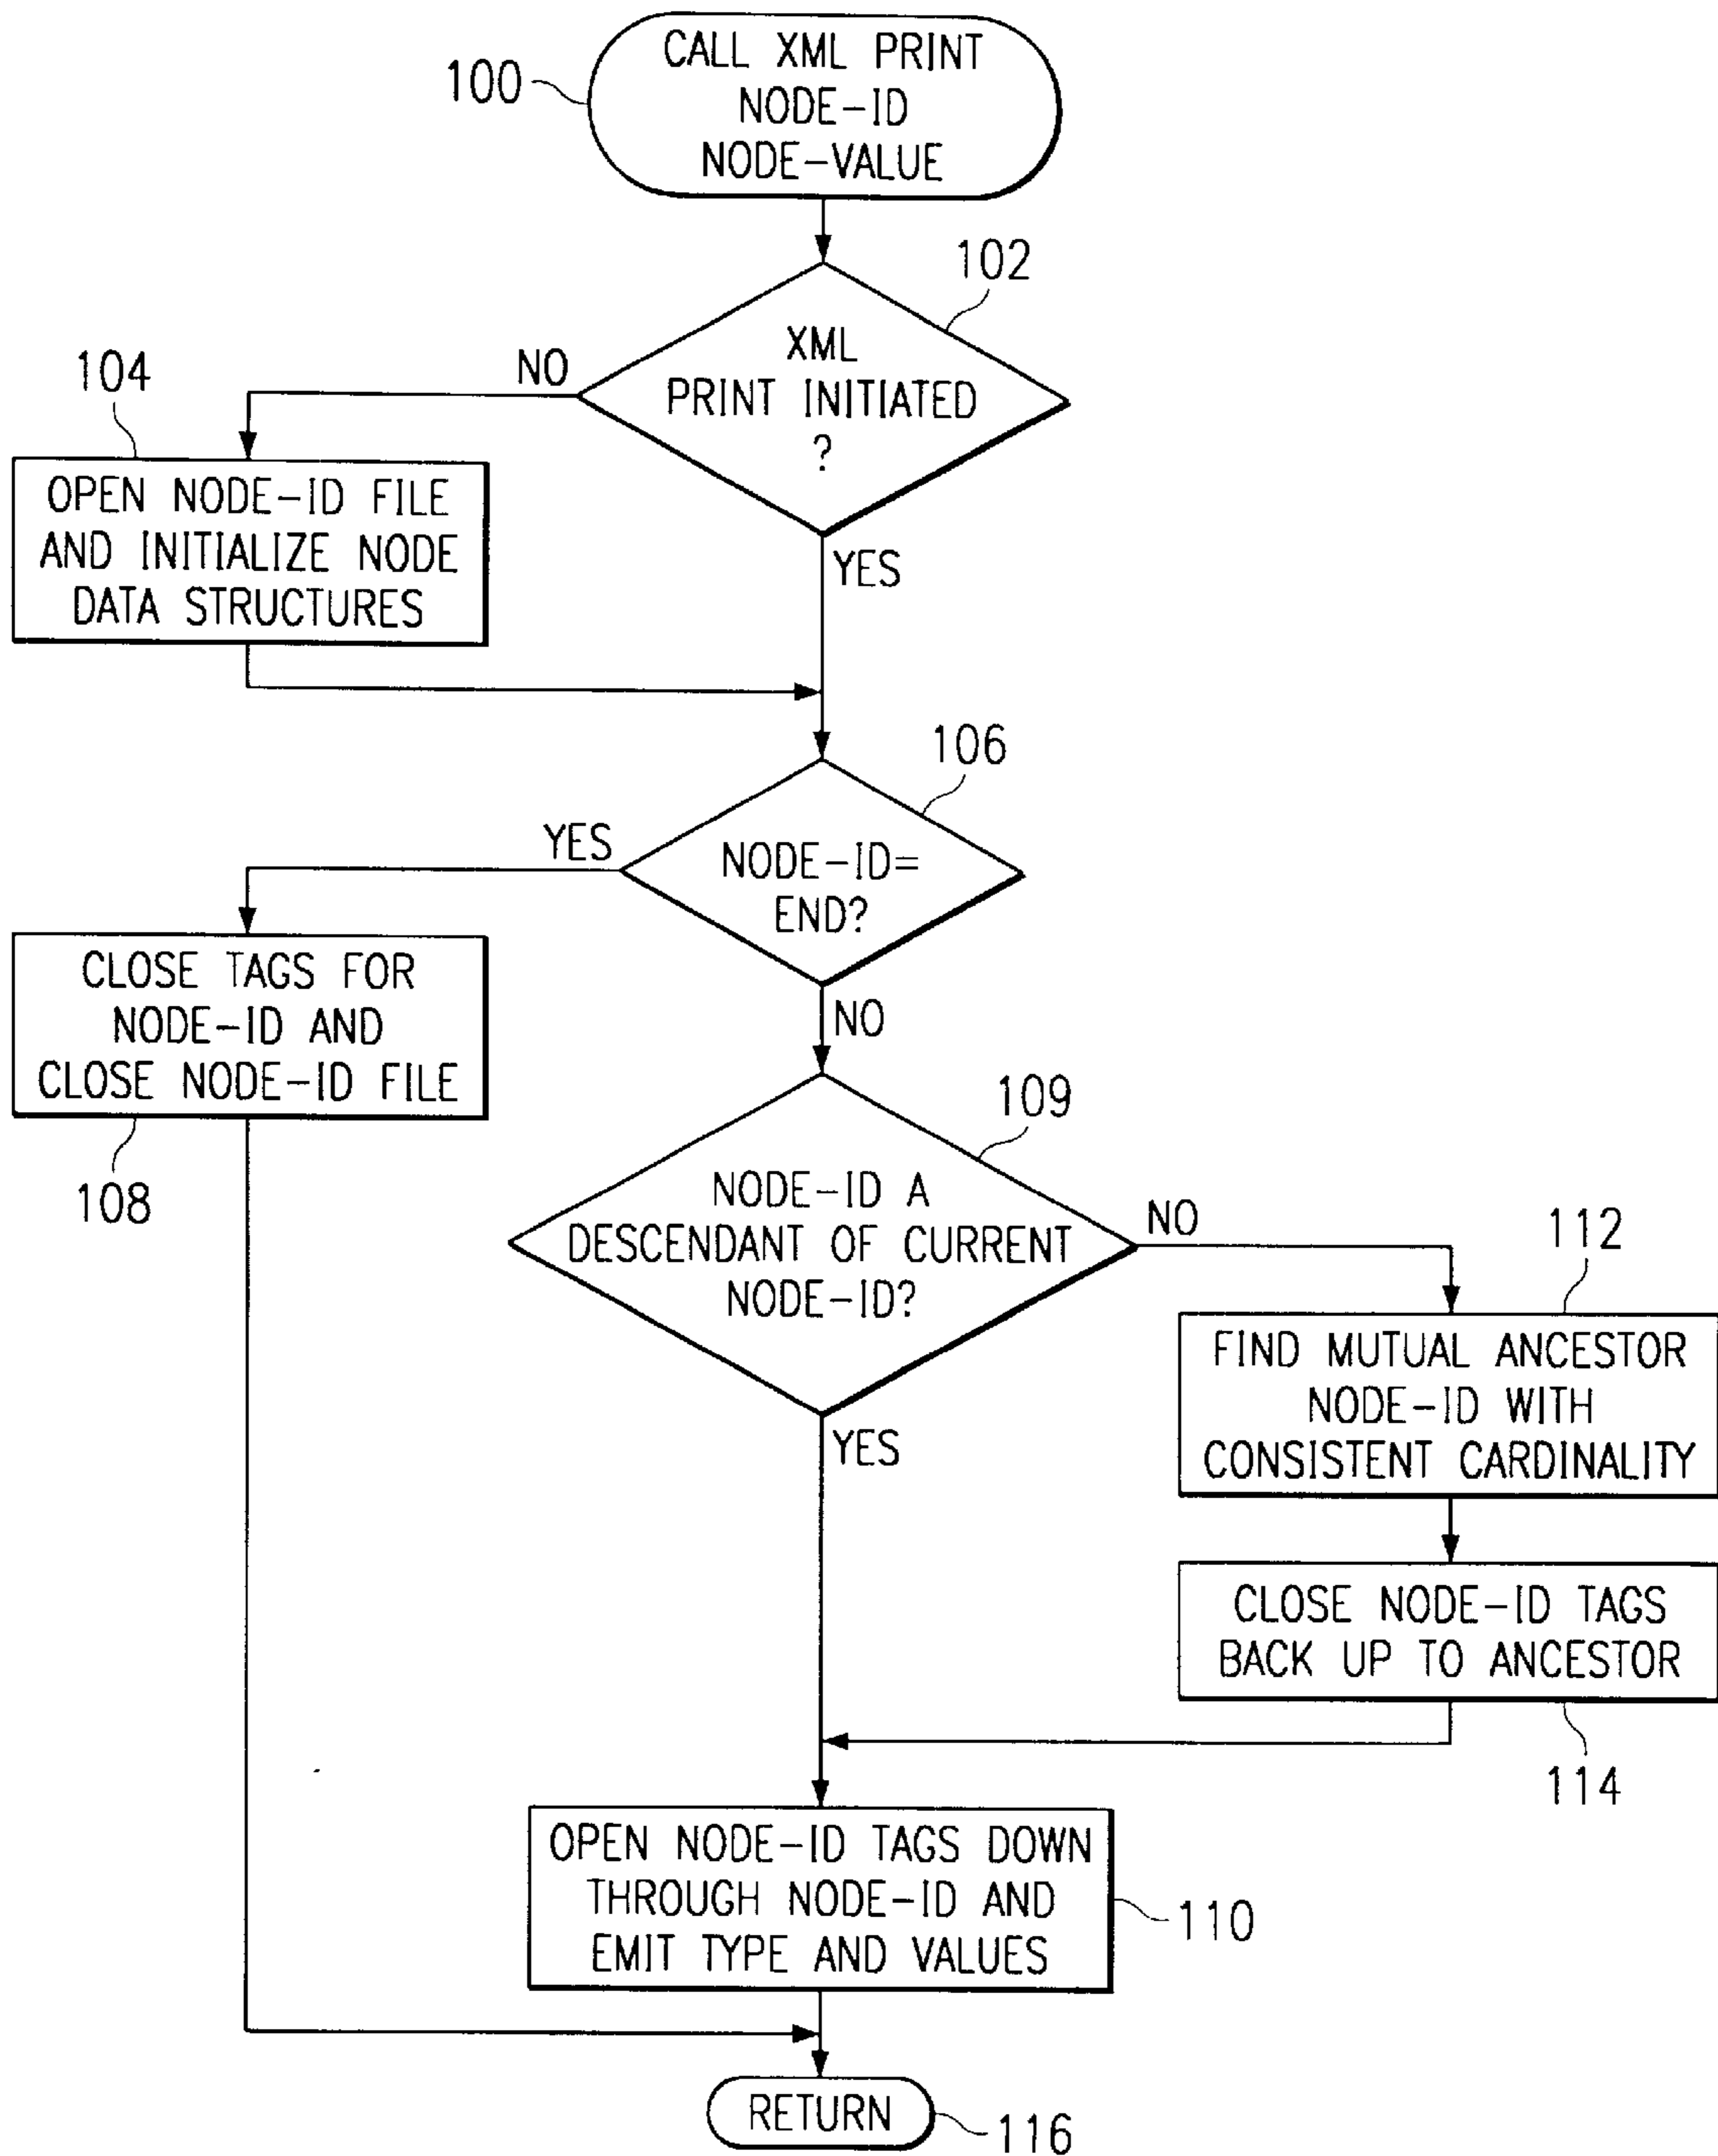 CALL XML PRINT
NODE-ID
NODE-VALUE
100
102
XML
PRINT INITIATED
?
NO
YES
104
OPEN NODE-ID FILE
AND INITIALIZE NODE
DATA STRUCTURES
106
NODE-ID=
END?
YES
NO
CLOSE TAGS FOR
NODE-ID AND
CLOSE NODE-ID FILE
108
109
NODE-ID A
DESCENDANT OF CURRENT
NODE-ID?
NO
YES
112
FIND MUTUAL ANCESTOR
NODE-ID WITH
CONSISTENT CARDINALITY
CLOSE NODE-ID TAGS
BACK UP TO ANCESTOR
114
OPEN NODE-ID TAGS DOWN
THROUGH NODE-ID AND
EMIT TYPE AND VALUES
110
RETURN
116